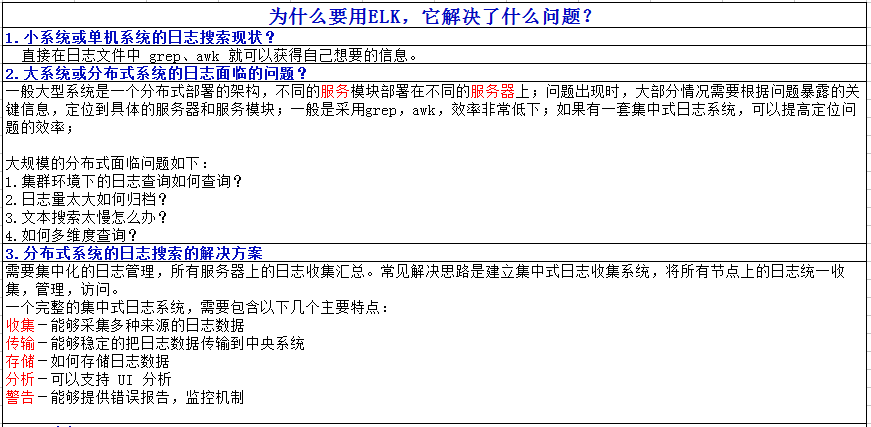 为什么要用ELK，它解决了什么问题？
1.小系统或单机系统的日志搜索现状？
直接在日志文件中 grep、awk 就可以获得自己想要的信息。
2.大系统或分布式系统的日志面临的问题？
一般大型系统是一个分布式部署的架构，不同的服务模块部署在不同的服务器上；问题出现时，大部分情况需要根据问题暴露的关
键信息，定位到具体的服务器和服务模块；一般是采用grep，awk，效率非常低下；如果有一套集中式日志系统，可以提高定位问
题的效率；
大规模的分布式面临问题如下：
1.集群环境下的日志查询如何查询？
2.日志量太大如何归档？
3.文本搜索太慢怎么办？
4.如何多维度查询？
3.分布式系统的日志搜索的解决方案
需要集中化的日志管理，所有服务器上的日志收集汇总。常见解决思路是建立集中式日志收集系统，将所有节点上的日志统一收
集，管理，访问。
一个完整的集中式日志系统，需要包含以下几个主要特点：
收集－能够采集多种来源的日志数据
传输－能够稳定的把日志数据传输到中央系统
存储－如何存储日志数据
分析－可以支持 UI 分析
警告－能够提供错误报告，监控机制